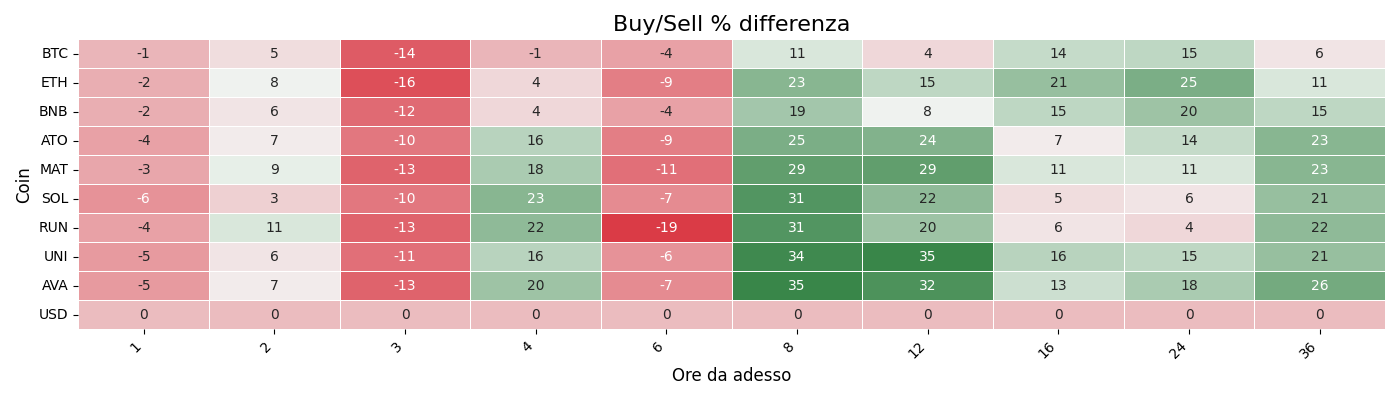 Buy/Sell % differenza
Coin
BTC -1 5 -14 -1 -4 11 4 14 15 6
ETH -2 8 -16 4 -9 23 15 21 25 11
BNB -2 6 -12 4 -4 19 8 15 20 15
ATO -4 7 -10 16 -9 25 24 7 14 23
MAT -3 9 -13 18 -11 29 29 11 11 23
SOL -6 3 -10 23 -7 31 22 5 6 21
RUN -4 11 -13 22 -19 31 20 6 4 22
UNI -5 6 -11 16 -6 34 35 16 15 21
AVA -5 7 -13 20 -7 35 32 13 18 26
USD 0 0 0 0 0 0 0 0 0 0
1 2 3 4 6 8 12 16 24 36
Ore da adesso